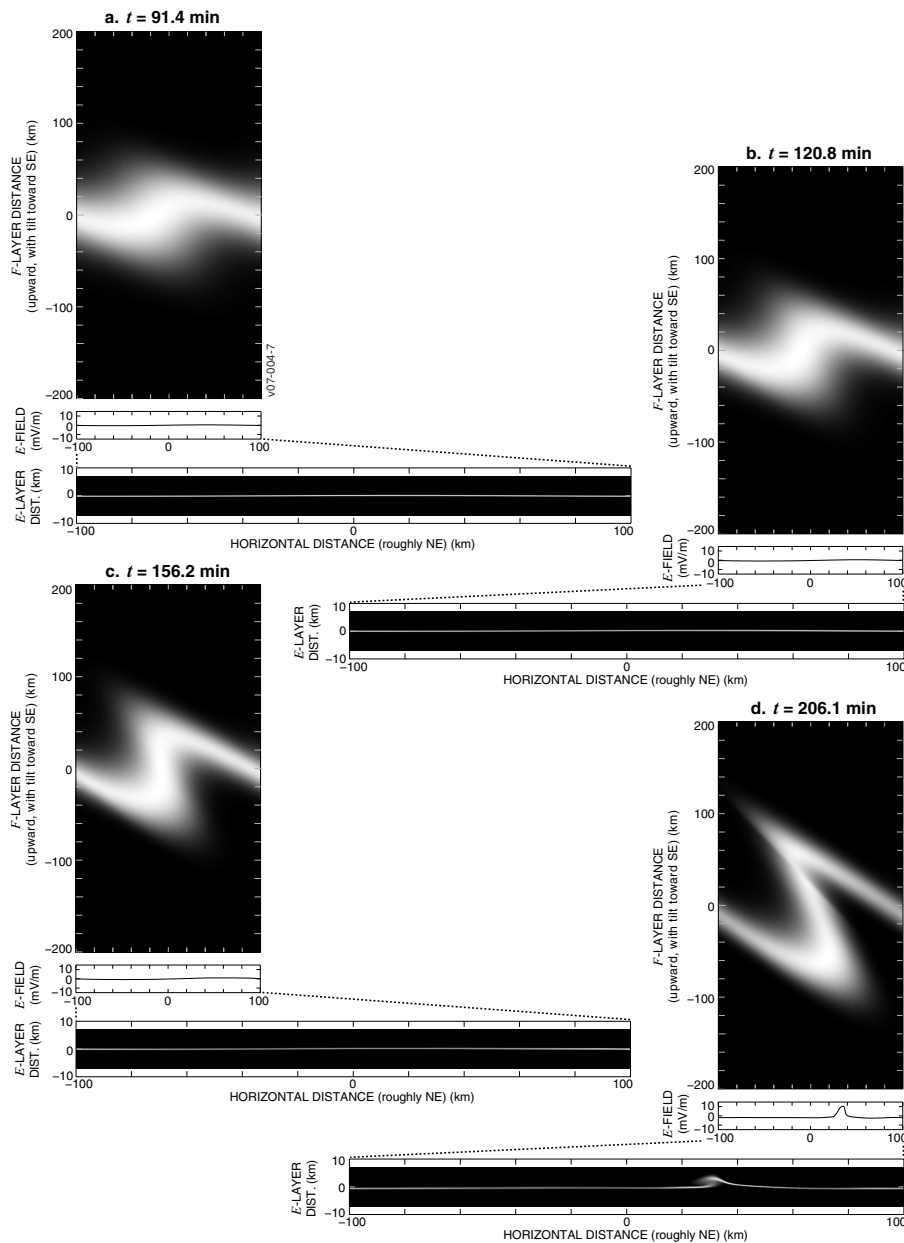 a. t = 91.4 min
200
100
0
−100
−200
F-LAYER DISTANCE
(upward, with tilt toward SE) (km)
v07-004-7
10
0
−10
E-FIELD
(mV/m)
−100
0
100
10
0
−10
E-LAYER
DIST. (km)
−100
0
100
HORIZONTAL DISTANCE (roughly NE) (km)
b. t = 120.8 min
200
100
0
−100
−200
F-LAYER DISTANCE
(upward, with tilt toward SE) (km)
10
0
−10
E-FIELD
(mV/m)
−100
0
100
10
0
−10
E-LAYER
DIST. (km)
−100
0
100
HORIZONTAL DISTANCE (roughly NE) (km)
c. t = 156.2 min
200
100
0
−100
−200
F-LAYER DISTANCE
(upward, with tilt toward SE) (km)
10
0
−10
E-FIELD
(mV/m)
−100
0
100
10
0
−10
E-LAYER
DIST. (km)
−100
0
100
HORIZONTAL DISTANCE (roughly NE) (km)
d. t = 206.1 min
200
100
0
−100
−200
F-LAYER DISTANCE
(upward, with tilt toward SE) (km)
10
0
−10
E-FIELD
(mV/m)
−100
0
100
10
0
−10
E-LAYER
DIST. (km)
−100
0
100
HORIZONTAL DISTANCE (roughly NE) (km)